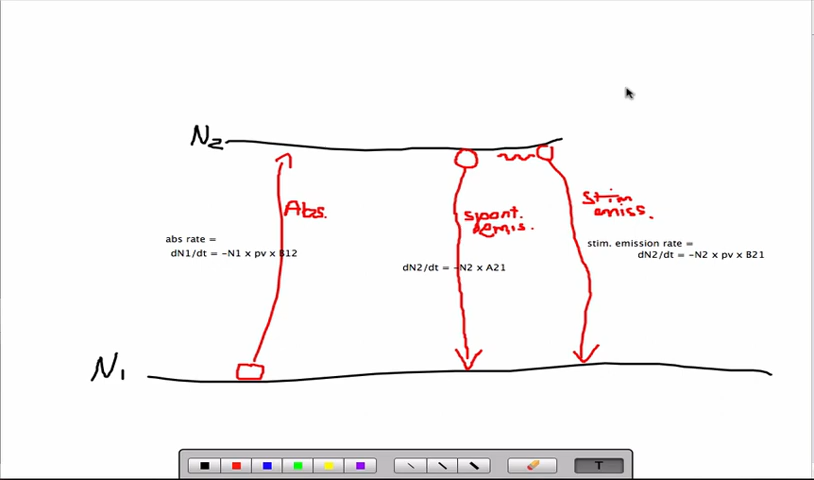 N2
Abs.
spont.
emis.
Stim
emiss.
abs rate =
dN1/dt = -N1 x pv x B12
stim. emission rate =
dN2/dt = -N2 x pv x B21
dN2/dt = -N2 x A21
N1
T